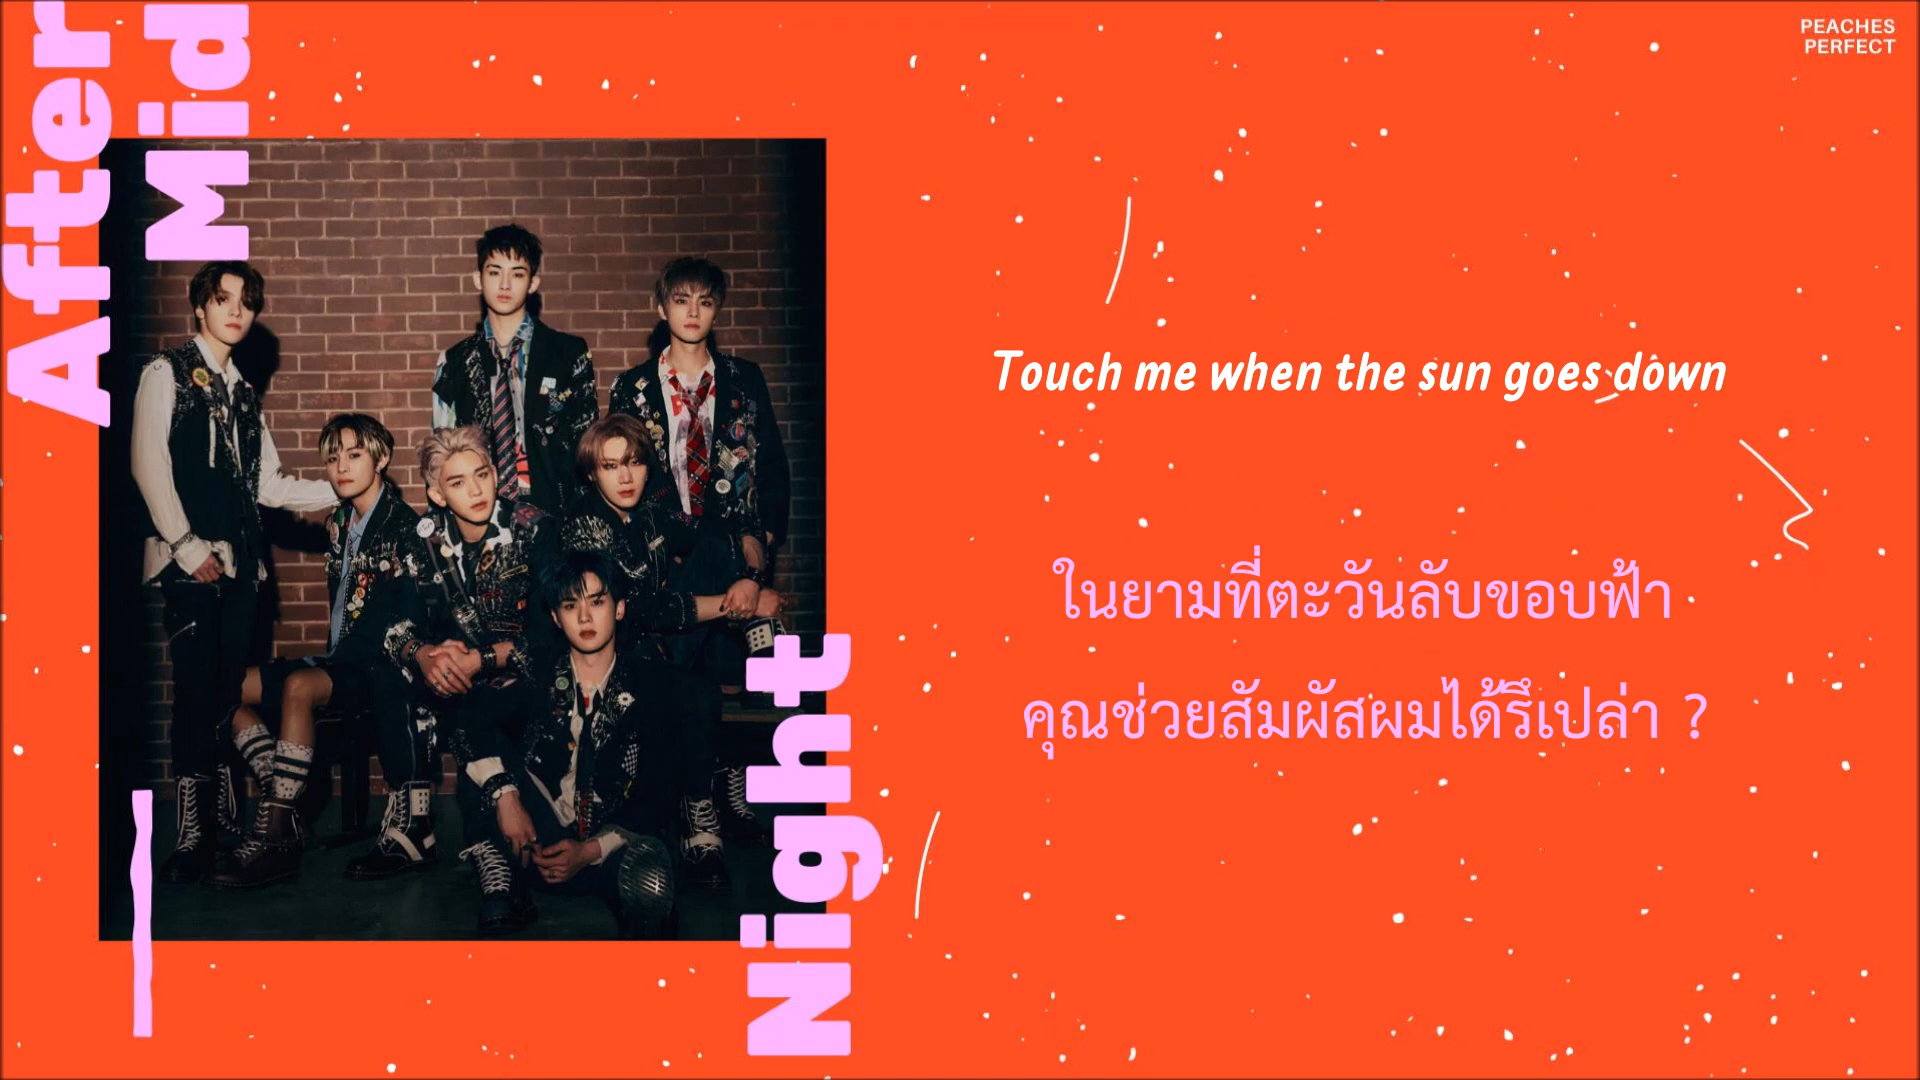 After
Mid
Night
PEACHES
PERFECT
Touch me when the sun goes down
ในยามที่ตะวันลับขอบฟ้า
คุณช่วยสัมผัสผมได้รึเปล่า ?